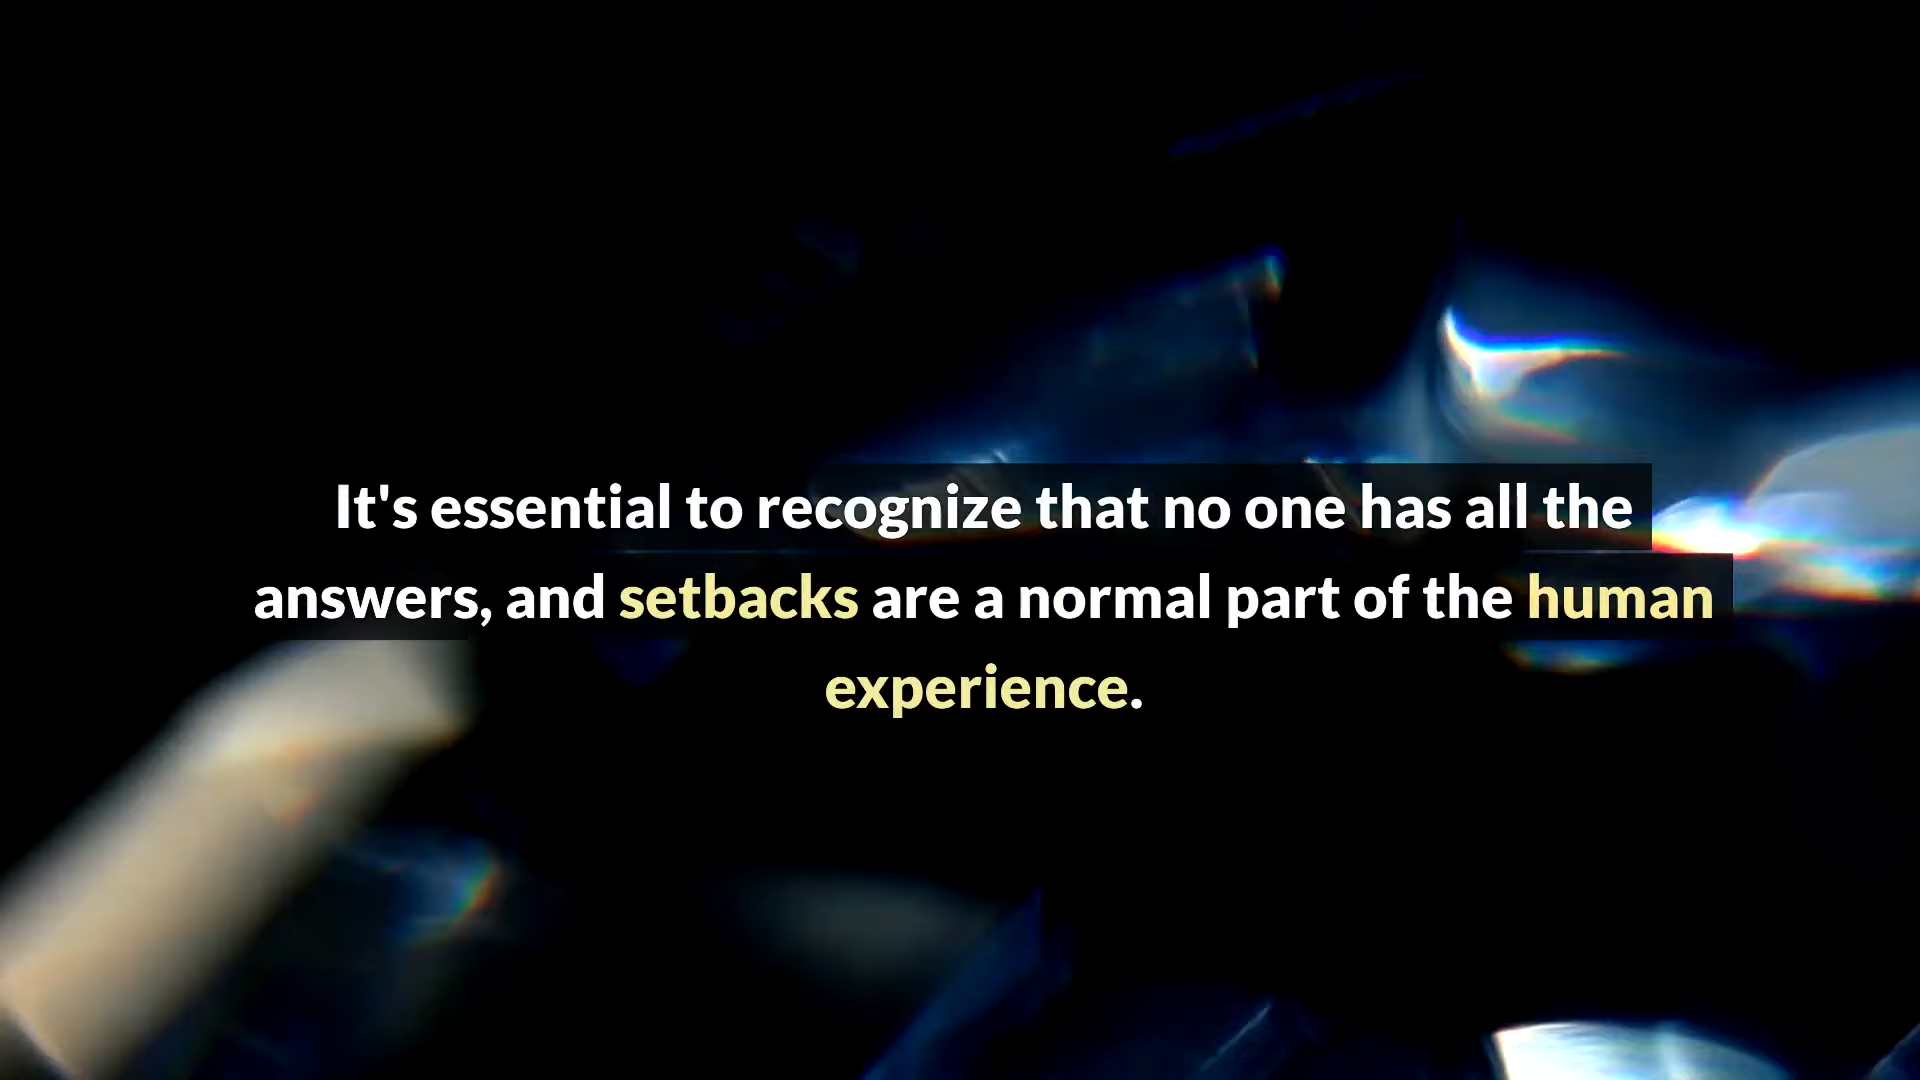 It's essential to recognize that no one has all the
answers, and setbacks are a normal part of the human
experience.